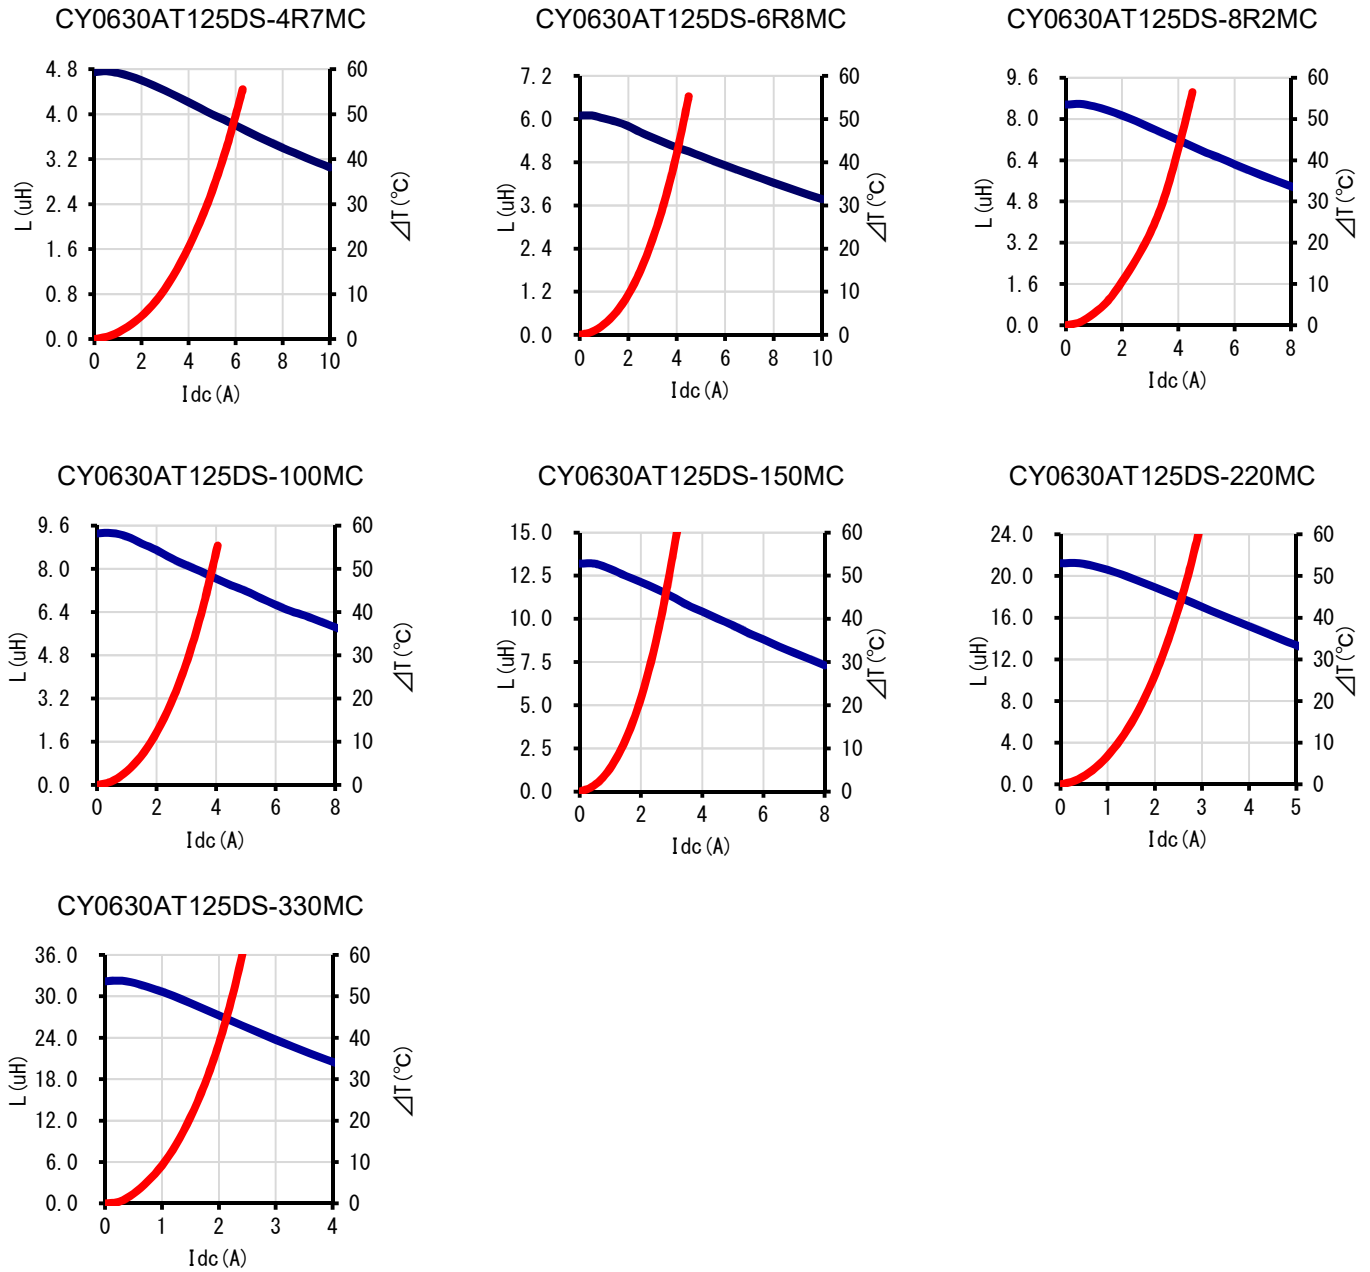 CY0630AT125DS-4R7MC
4.8
4.0
3.2
2.4
1.6
0.8
0.0
L(uH)
60
50
40
30
20
10
0
⊿T(℃)
0 2 4 6 8 10
Idc(A)
CY0630AT125DS-6R8MC
7.2
6.0
4.8
3.6
2.4
1.2
0.0
L(uH)
60
50
40
30
20
10
0
⊿T(℃)
0 2 4 6 8 10
Idc(A)
CY0630AT125DS-8R2MC
9.6
8.0
6.4
4.8
3.2
1.6
0.0
L(uH)
60
50
40
30
20
10
0
⊿T(℃)
0 2 4 6 8
Idc(A)
CY0630AT125DS-100MC
9.6
8.0
6.4
4.8
3.2
1.6
0.0
L(uH)
60
50
40
30
20
10
0
⊿T(℃)
0 2 4 6 8
Idc(A)
CY0630AT125DS-150MC
15.0
12.5
10.0
7.5
5.0
2.5
0.0
L(uH)
60
50
40
30
20
10
0
⊿T(℃)
0 2 4 6 8
Idc(A)
CY0630AT125DS-220MC
24.0
20.0
16.0
12.0
8.0
4.0
0.0
L(uH)
60
50
40
30
20
10
0
⊿T(℃)
0 1 2 3 4 5
Idc(A)
CY0630AT125DS-330MC
36.0
30.0
24.0
18.0
12.0
6.0
0.0
L(uH)
60
50
40
30
20
10
0
⊿T(℃)
0 1 2 3 4
Idc(A)